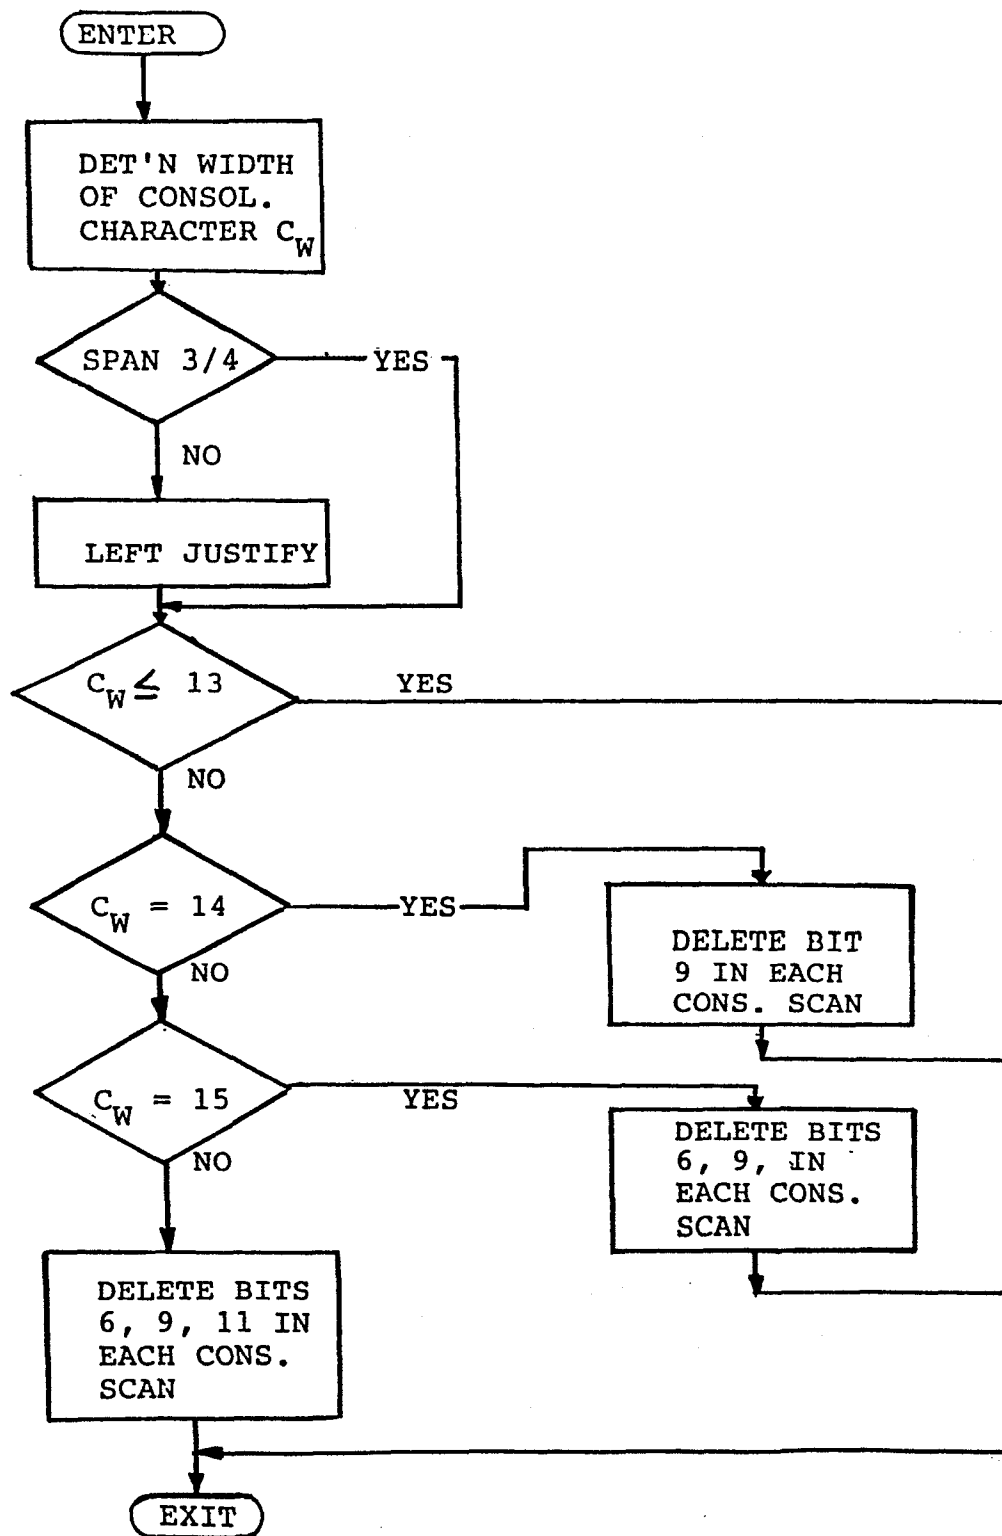 ENTER
DET'N WIDTH
OF CONSOL.
CHARACTER C_W
SPAN 3/4
YES
NO
LEFT JUSTIFY
C_W ≤ 13
YES
NO
C_W = 14
YES
NO
DELETE BIT
9 IN EACH
CONS. SCAN
C_W = 15
YES
NO
DELETE BITS
6, 9, IN
EACH CONS.
SCAN
DELETE BITS
6, 9, 11 IN
EACH CONS.
SCAN
EXIT